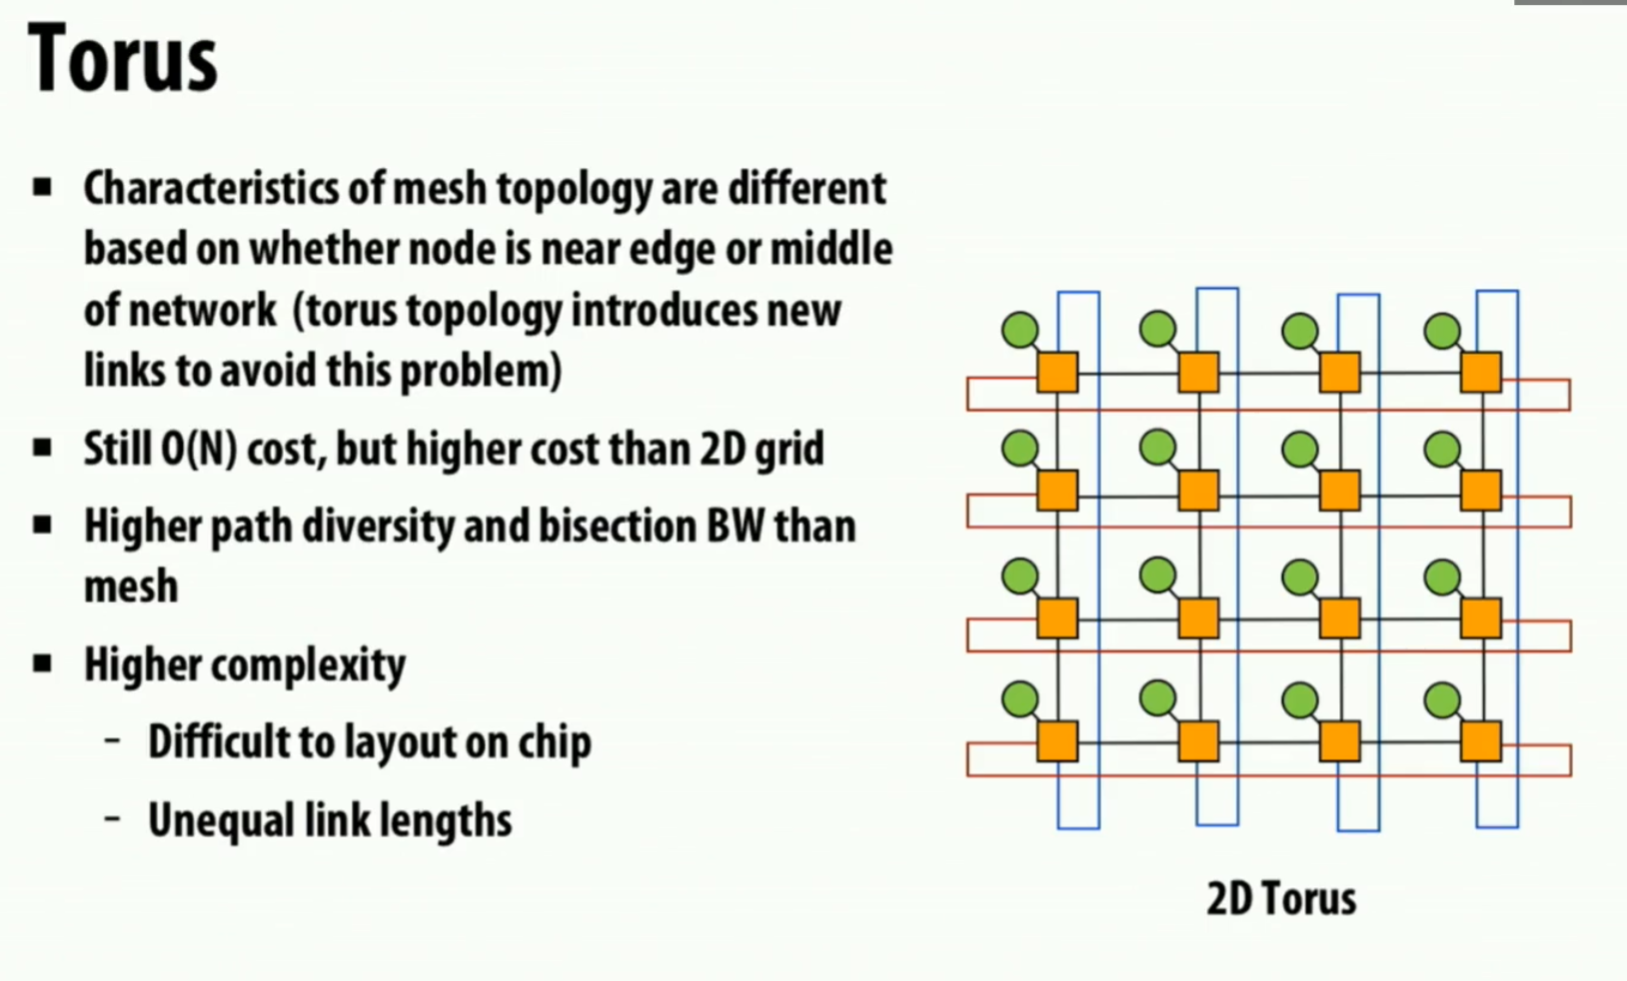 Torus
▪ Characteristics of mesh topology are different
based on whether node is near edge or middle
of network (torus topology introduces new
links to avoid this problem)
▪ Still O(N) cost, but higher cost than 2D grid
▪ Higher path diversity and bisection BW than
mesh
▪ Higher complexity
– Difficult to layout on chip
– Unequal link lengths
2D Torus